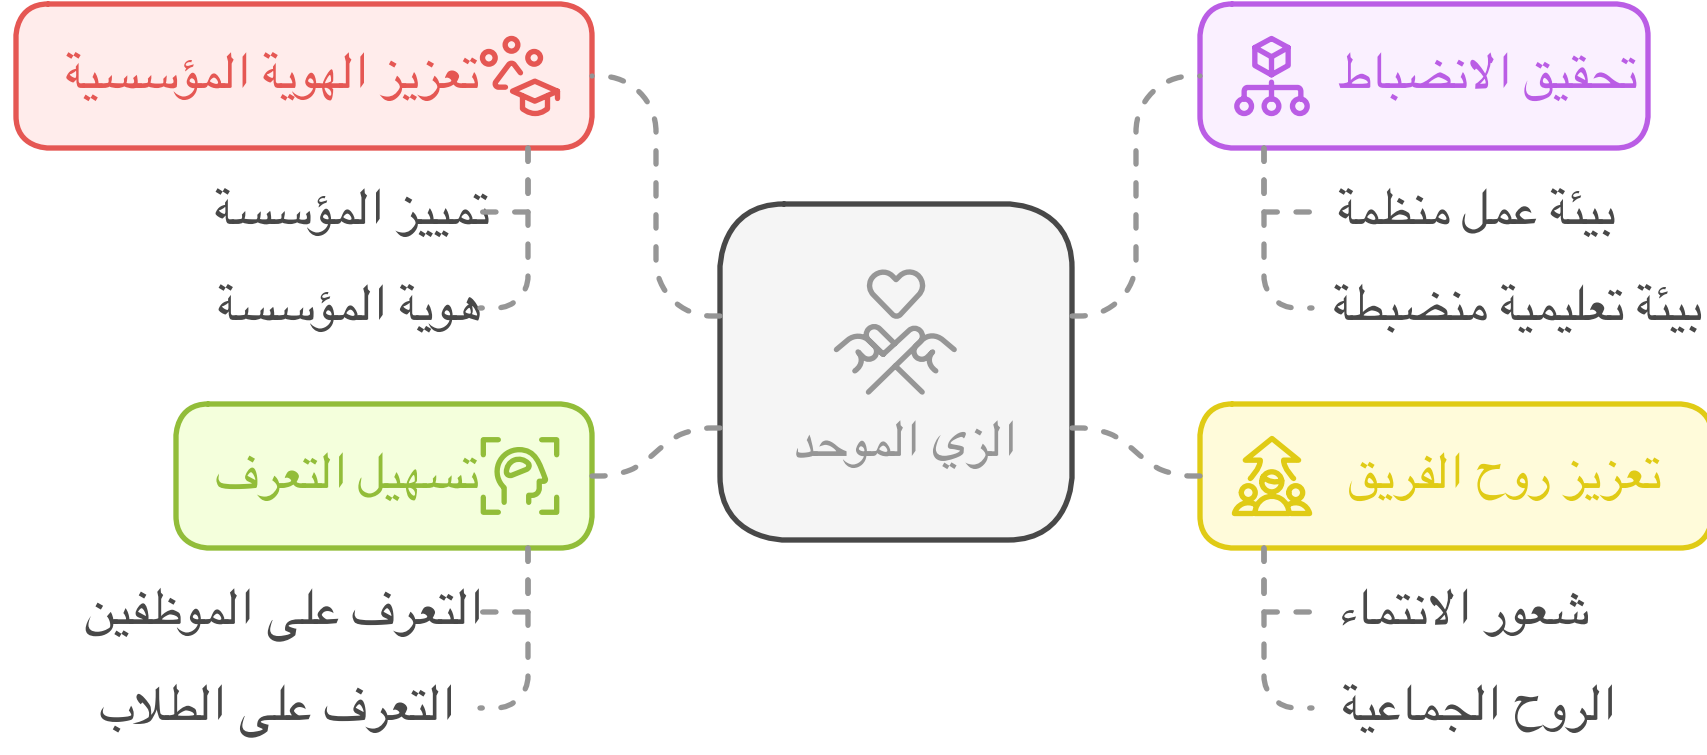 تحقيق الانضباط
بيئة عمل منظمة
بيئة تعليمية منضبطة
تعزيز الهوية المؤسسية
تمييز المؤسسة
هوية المؤسسة
الزي الموحد
تعزيز روح الفريق
شعور الانتماء
الروح الجماعية
تسهيل التعرف
التعرف على الموظفين
التعرف على الطلاب